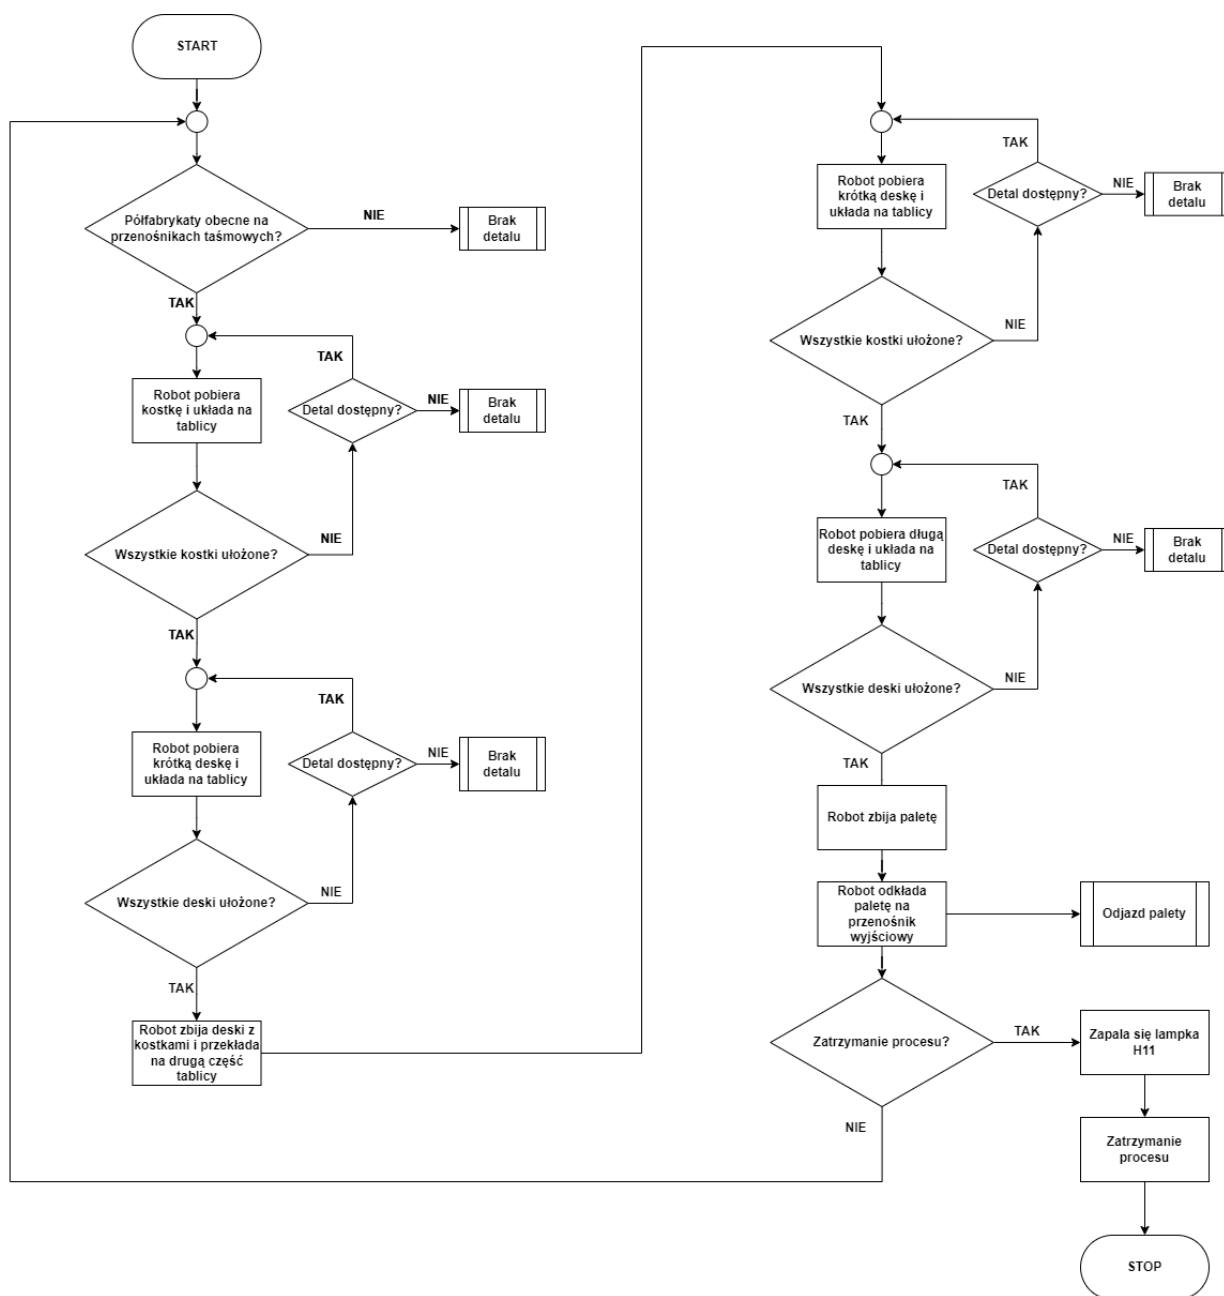 START
Półfabrykaty obecne na
przenośnikach taśmowych?
NIE
Brak
detalu
TAK
TAK
Robot pobiera
kostkę i układa na
tablicy
Detal dostępny?
NIE
Brak
detalu
Wszystkie kostki ułożone?
NIE
TAK
TAK
Robot pobiera
krótką deskę i
układa na tablicy
Detal dostępny?
NIE
Brak
detalu
Wszystkie deski ułożone?
NIE
TAK
Robot zbija deski z
kostkami i przekłada
na drugą część
tablicy
TAK
Robot pobiera
krótką deskę i
układa na tablicy
Detal dostępny?
NIE
Brak
detalu
Wszystkie kostki ułożone?
NIE
TAK
TAK
Robot pobiera długą
deskę i układa na
tablicy
Detal dostępny?
NIE
Brak
detalu
Wszystkie deski ułożone?
NIE
TAK
Robot zbija paletę
Robot odkłada
paletę na
przenośnik
wyjściowy
Odjazd palety
Zatrzymanie procesu?
TAK
Zapala się lampka
H11
NIE
Zatrzymanie
procesu
STOP